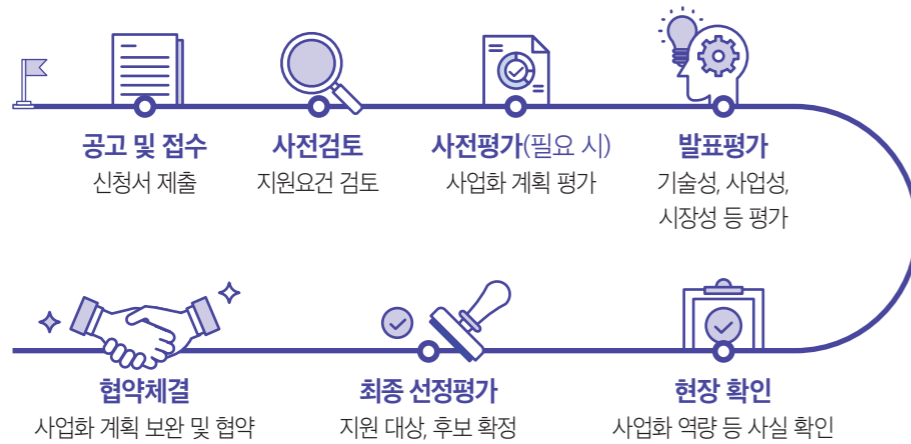 공고 및 접수
신청서 제출
사전검토
지원요건 검토
사전평가(필요 시)
사업화 계획 평가
발표평가
기술성, 사업성,
시장성 등 평가
현장 확인
사업화 역량 등 사실 확인
최종 선정평가
지원 대상, 후보 확정
협약체결
사업화 계획 보완 및 협약